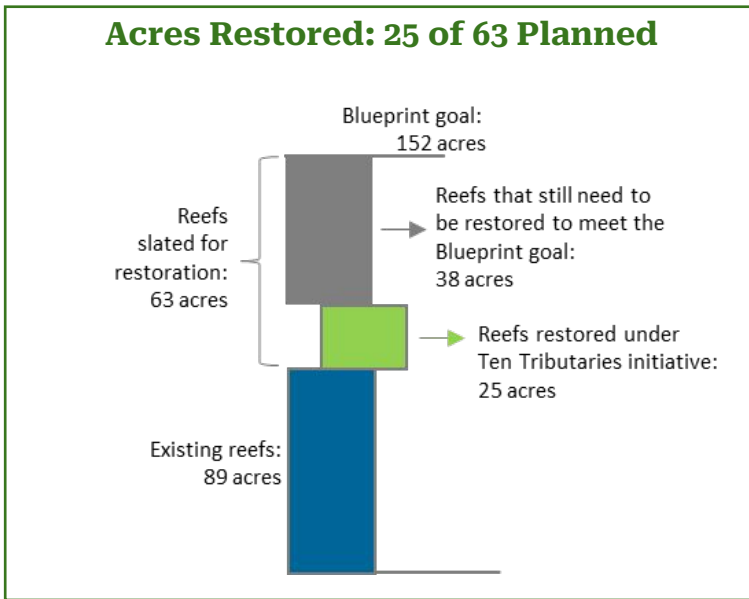 Acres Restored: 25 of 63 Planned
Blueprint goal:
152 acres
Reefs
slated for
restoration:
63 acres
Reefs that still need to
be restored to meet the
Blueprint goal:
38 acres
Reefs restored under
Ten Tributaries initiative:
25 acres
Existing reefs:
89 acres